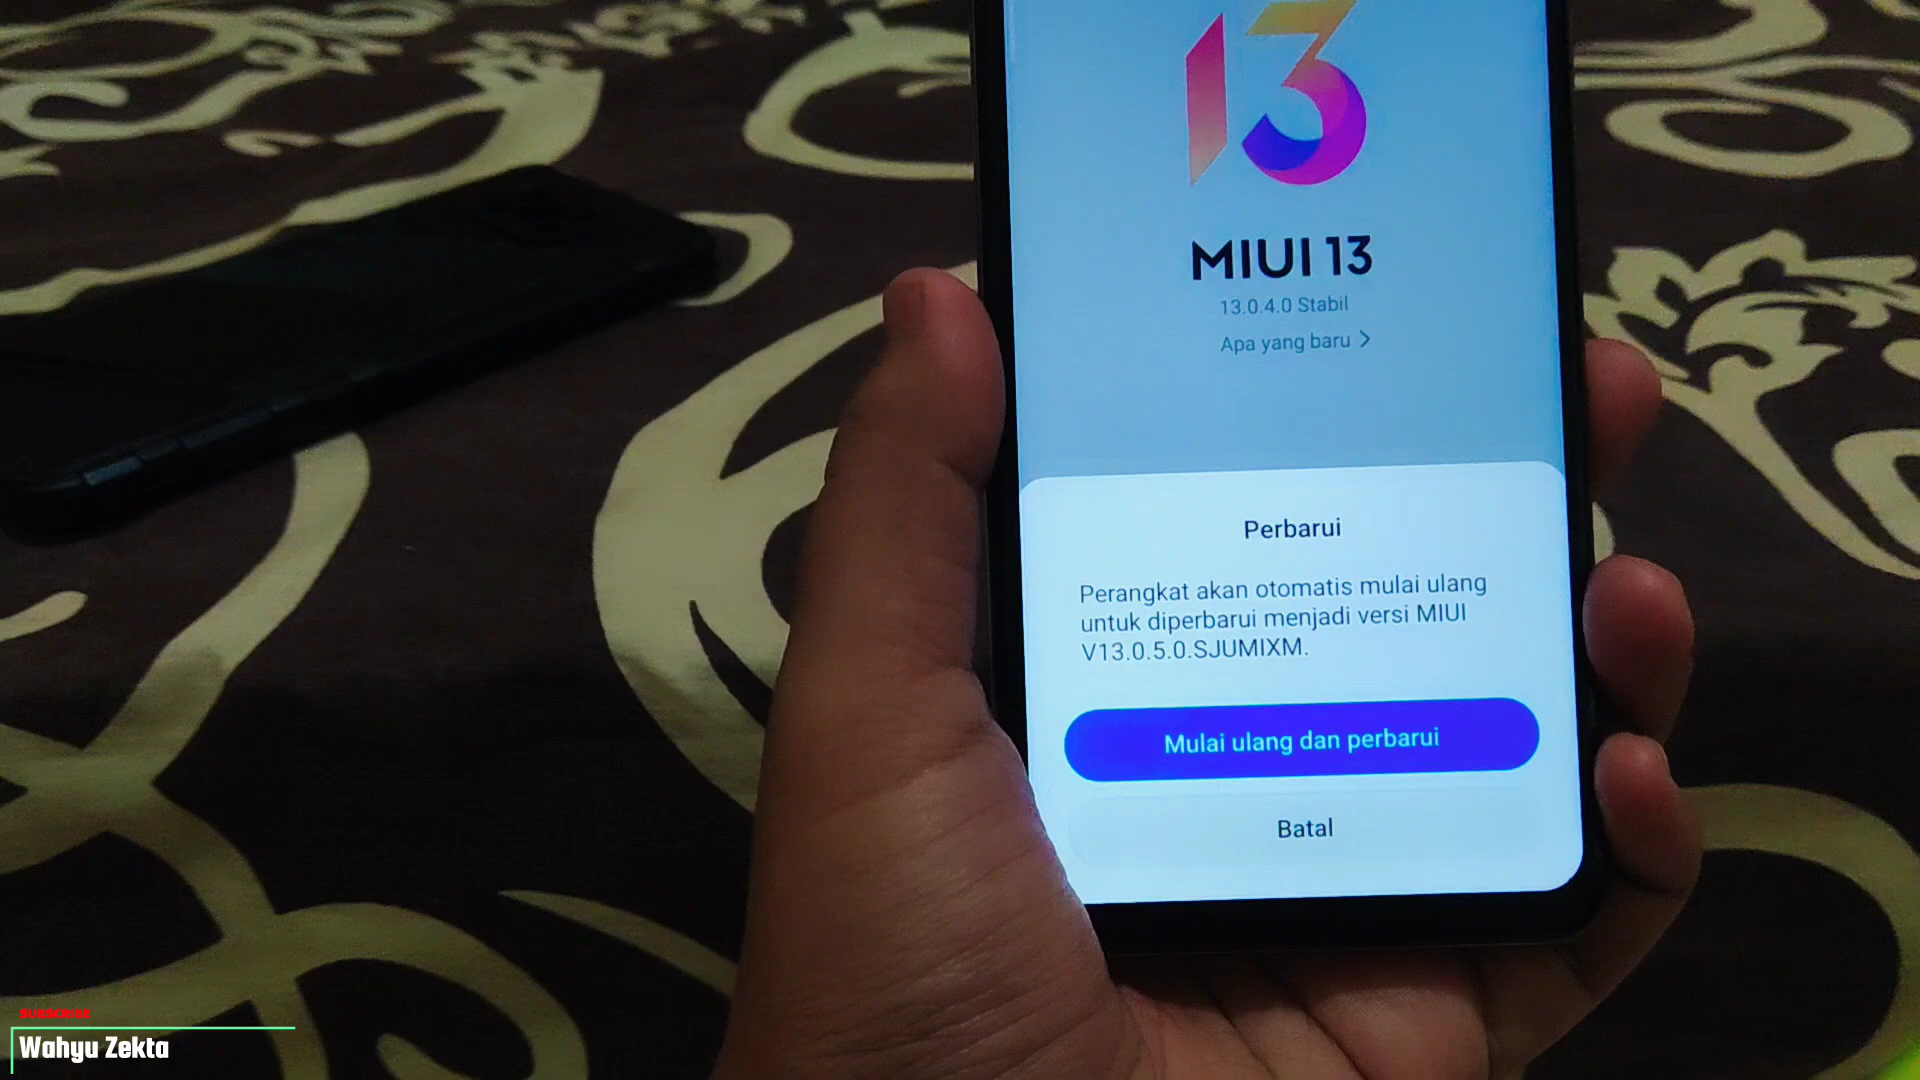 13
MIUI 13
13.0.4.0 Stabil
Apa yang baru >
Perbarui
Perangkat akan otomatis mulai ulang
untuk diperbarui menjadi versi MIUI
V13.0.5.0.SJUMIXM.
Mulai ulang dan perbarui
Batal
SUBSCRIBE
Wahyu Zekta